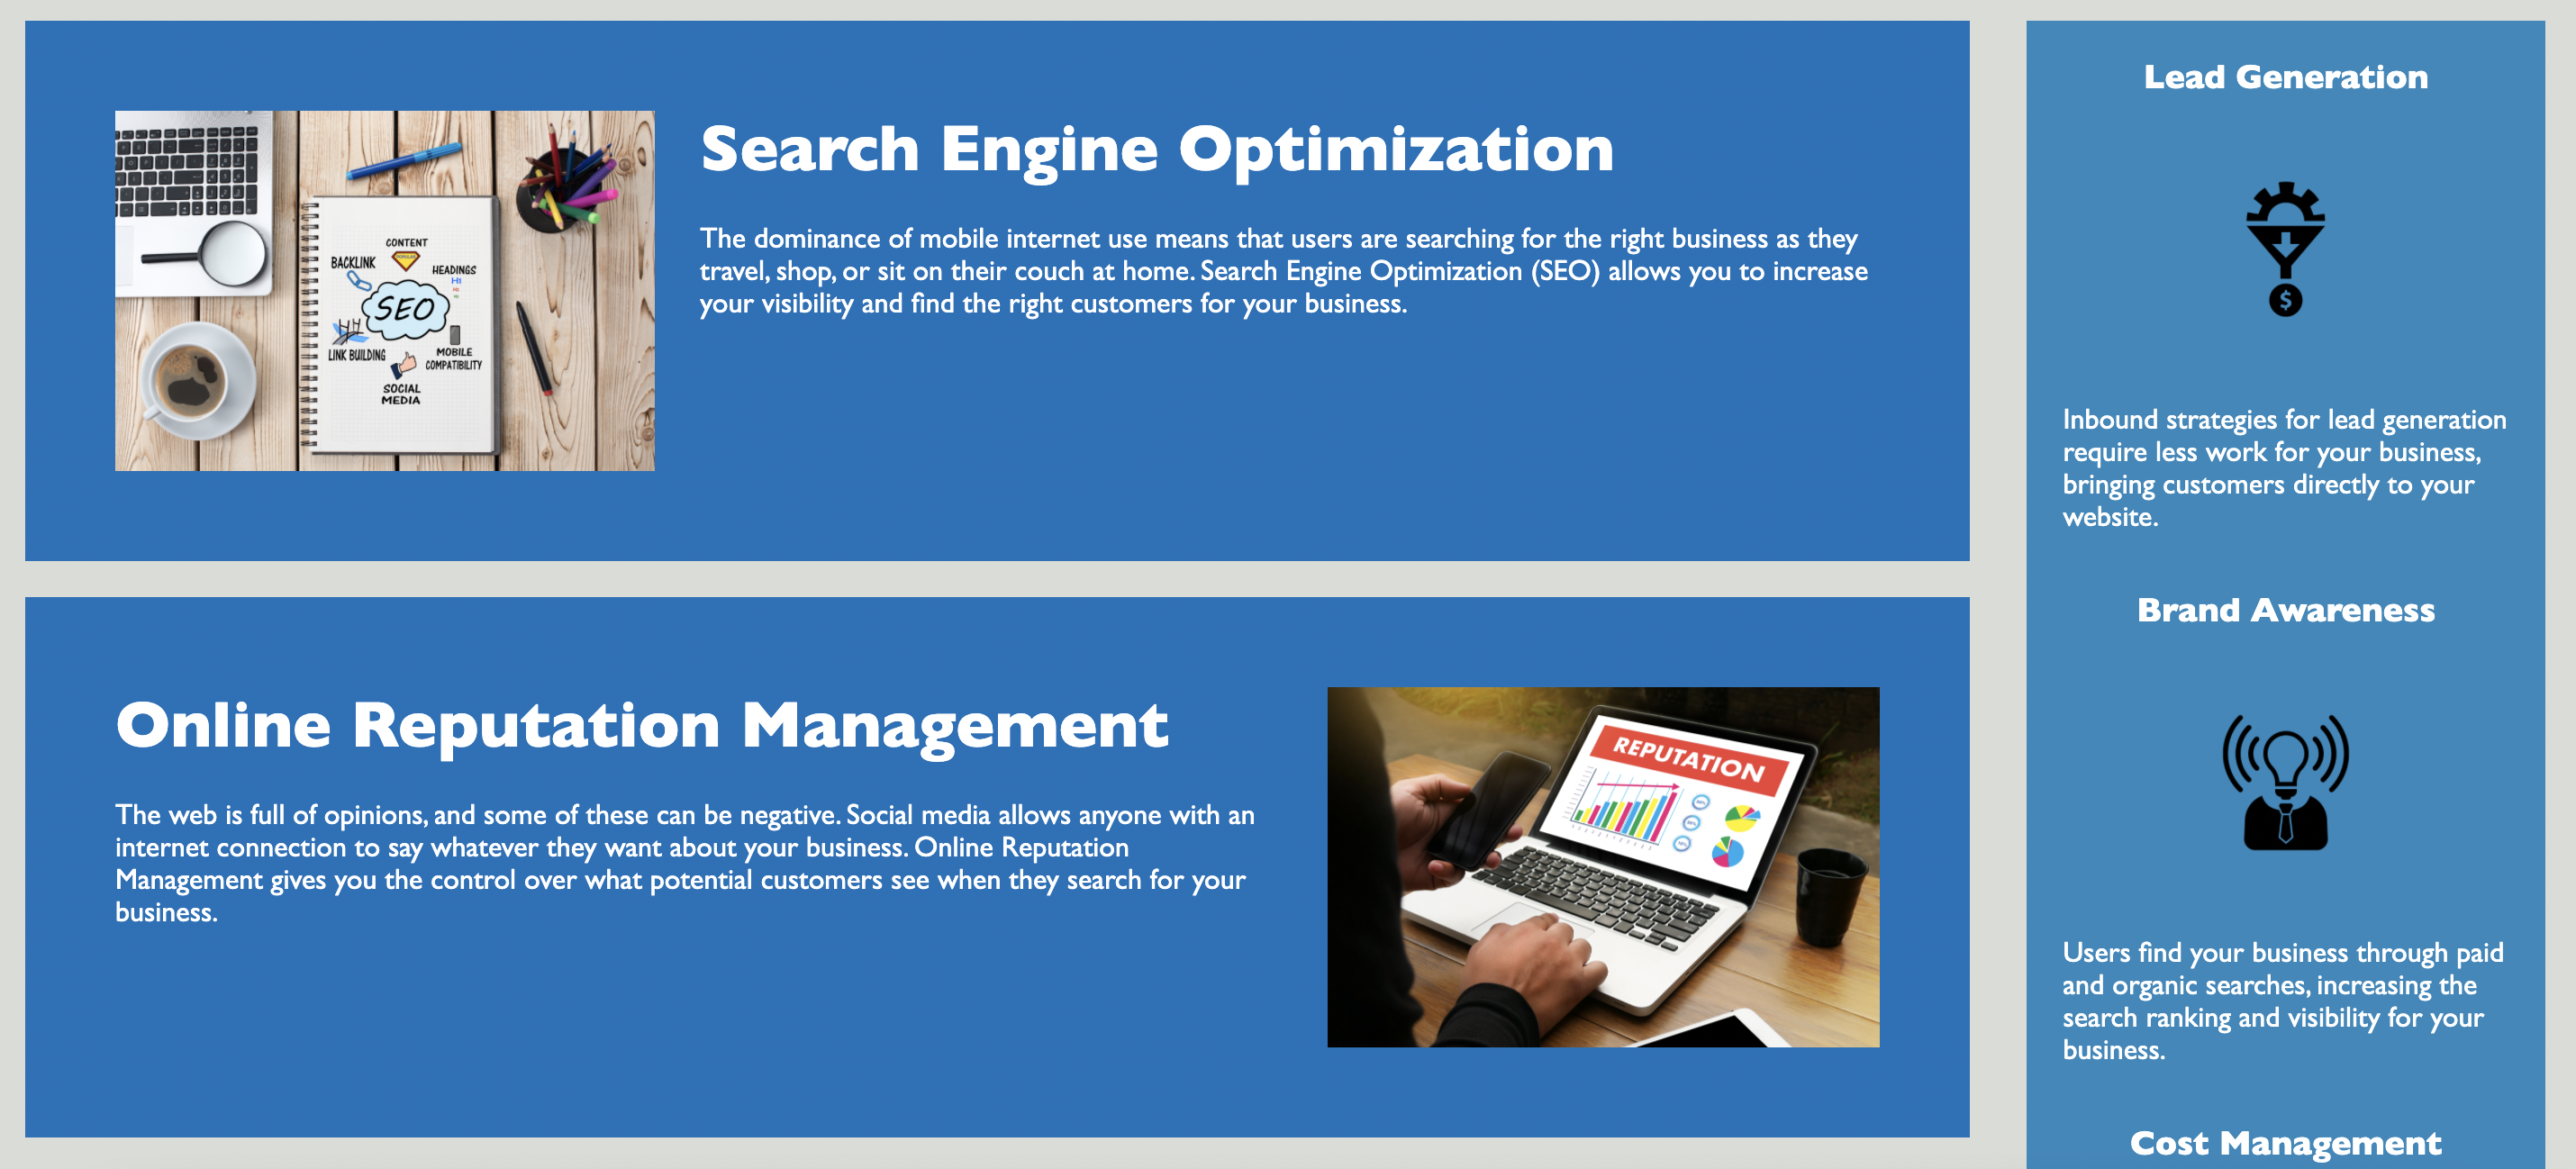 Search Engine Optimization
The dominance of mobile internet use means that users are searching for the right business as they
travel, shop, or sit on their couch at home. Search Engine Optimization (SEO) allows you to increase
your visibility and find the right customers for your business.
CONTENT
BACKLINK
HEADINGS
H1
SEO
LINK BUILDING
MOBILE
COMPATIBILITY
SOCIAL
MEDIA
Online Reputation Management
The web is full of opinions, and some of these can be negative. Social media allows anyone with an
internet connection to say whatever they want about your business. Online Reputation
Management gives you the control over what potential customers see when they search for your
business.
REPUTATION
Lead Generation
$
Inbound strategies for lead generation
require less work for your business,
bringing customers directly to your
website.
Brand Awareness
Users find your business through paid
and organic searches, increasing the
search ranking and visibility for your
business.
Cost Management